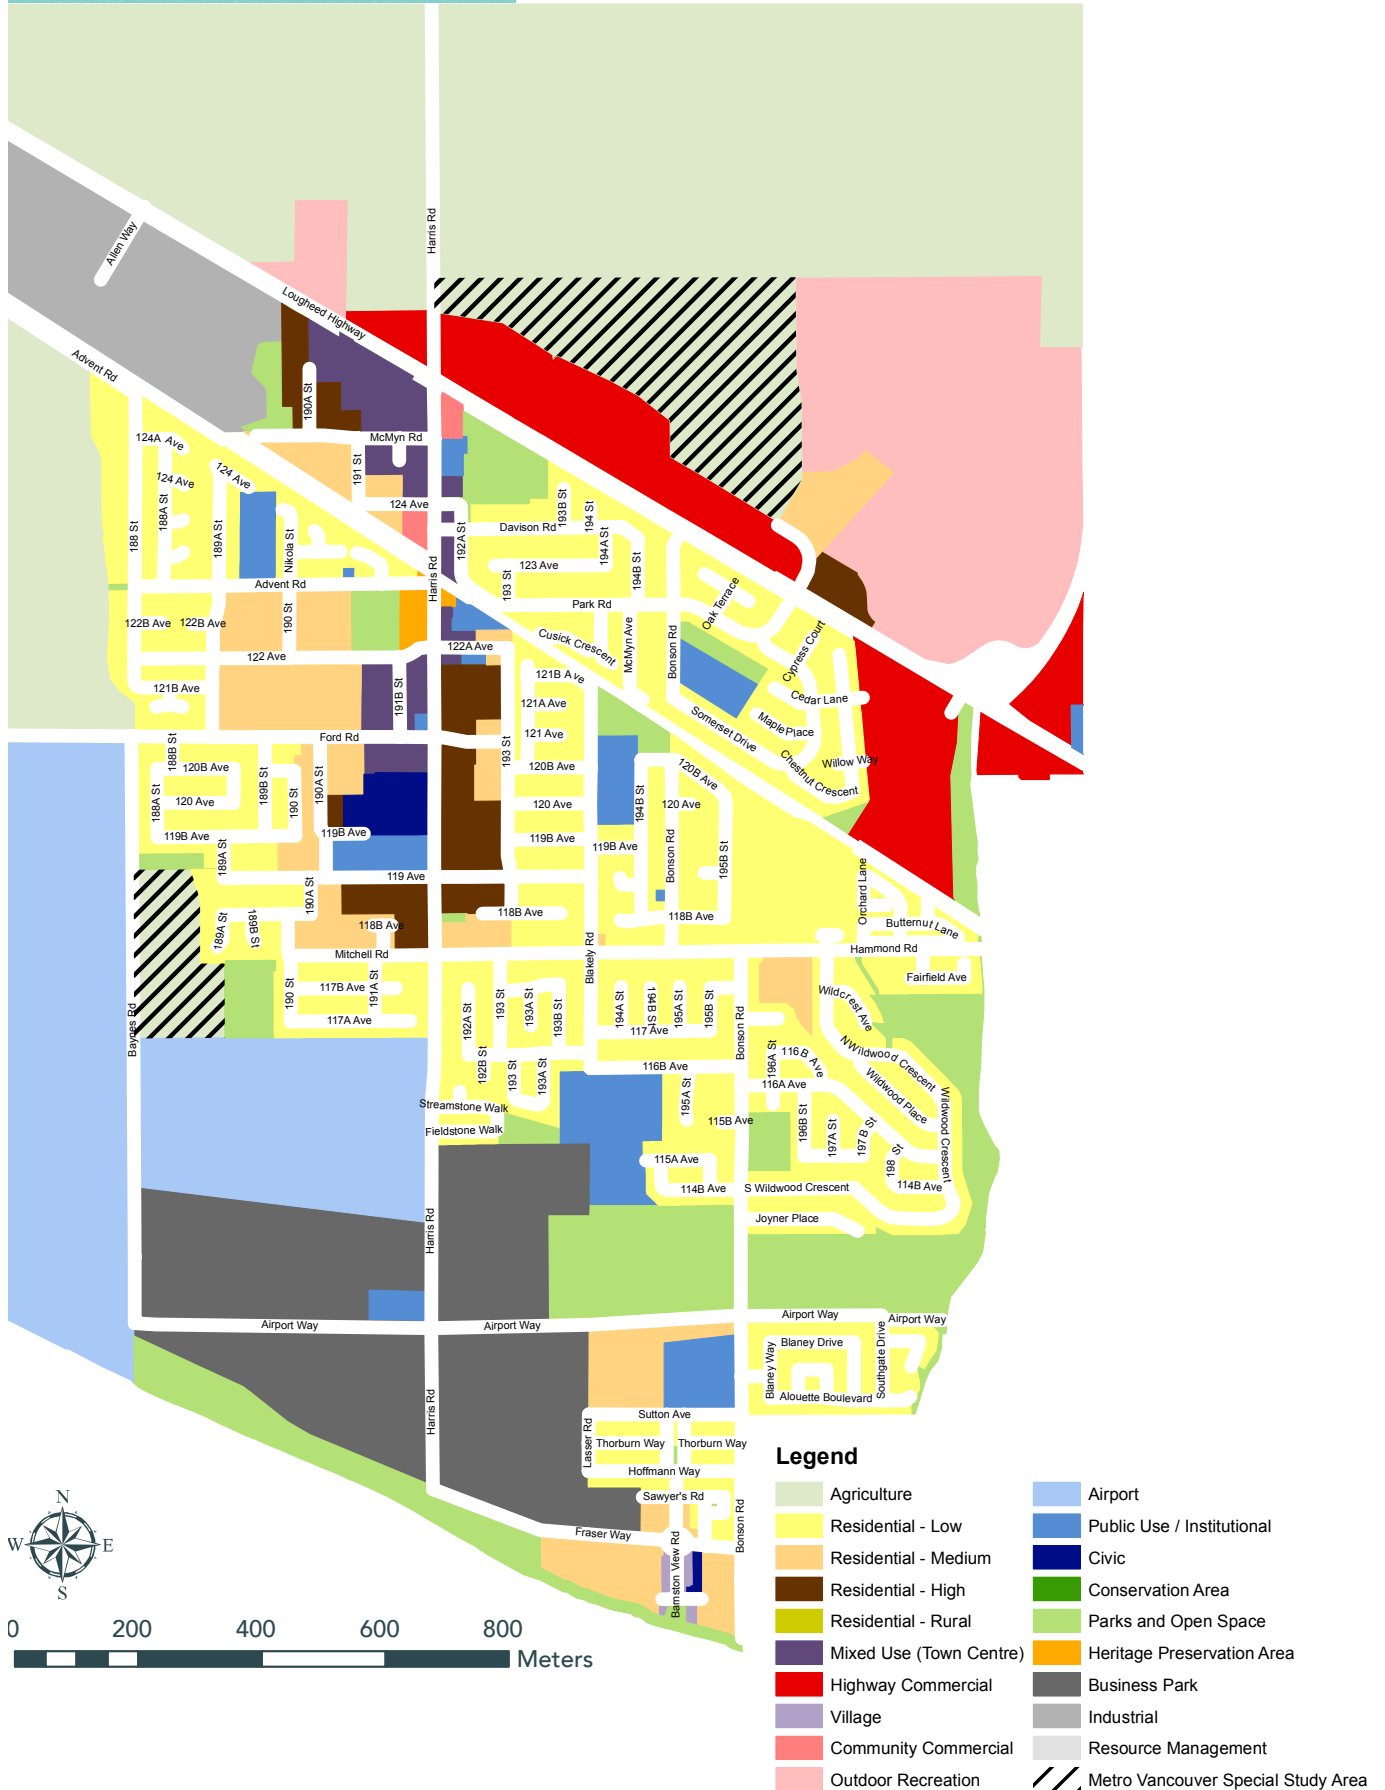 Harris Rd
Allen Way
Lougheed Highway
Advent Rd
190A St
McMyn Rd
124A Ave
191 St
124 Ave
124 Ave
188A St
124 Ave
193B St
194 St
188 St
189A St
Nikola St
192A St
Davison Rd
194A St
194B St
123 Ave
193 St
Harris Rd
Advent Rd
Oak Terrace
Park Rd
122B Ave
122B Ave
190 St
McMyn Ave
Bonson Rd
Cusick Crescent
Cypress Court
122A Ave
122 Ave
121B Ave
121B Ave
191B St
Cedar Lane
121A Ave
Maple Place
Somerset Drive
Ford Rd
121 Ave
193 St
188B St
Willow Way
Chestnut Crescent
120B Ave
189B St
190A St
120B Ave
120B Ave
188A St
120 Ave
190 St
120 Ave
194B St
120 Ave
119B Ave
119B Ave
119B Ave
119B Ave
Bonson Rd
195B St
189A St
119 Ave
190A St
Orchard Lane
118B Ave
118B Ave
118B Ave
189A St
189B St
Butternut Lane
Mitchell Rd
Blakely Rd
Hammond Rd
Fairfield Ave
190 St
117B Ave
191A St
192A St
193 St
193A St
193B St
194A St
194B St
195A St
195B St
Wildcrest Ave
117A Ave
117 Ave
Baynes Rd
Bonson Rd
192B St
193 St
193A St
116B Ave
196A St
116B Ave
N Wildwood Crescent
116A Ave
Wildwood Place
Wildwood Crescent
195A St
Streamstone Walk
115B Ave
196B St
197A St
197B St
Fieldstone Walk
115A Ave
198 St
114B Ave
S Wildwood Crescent
114B Ave
Harris Rd
Joyner Place
Airport Way
Airport Way
Airport Way
Airport Way
Blaney Drive
Blaney Way
Southgate Drive
Alouette Boulevard
Harris Rd
Sutton Ave
Lasser Rd
Thorburn Way
Thorburn Way
Hoffmann Way
Sawyer's Rd
Bonson Rd
Fraser Way
Barnston View Rd
N
W
E
S
0
200
400
600
800
Meters
Legend
Agriculture
Residential - Low
Residential - Medium
Residential - High
Residential - Rural
Mixed Use (Town Centre)
Highway Commercial
Village
Community Commercial
Outdoor Recreation
Airport
Public Use / Institutional
Civic
Conservation Area
Parks and Open Space
Heritage Preservation Area
Business Park
Industrial
Resource Management
Metro Vancouver Special Study Area